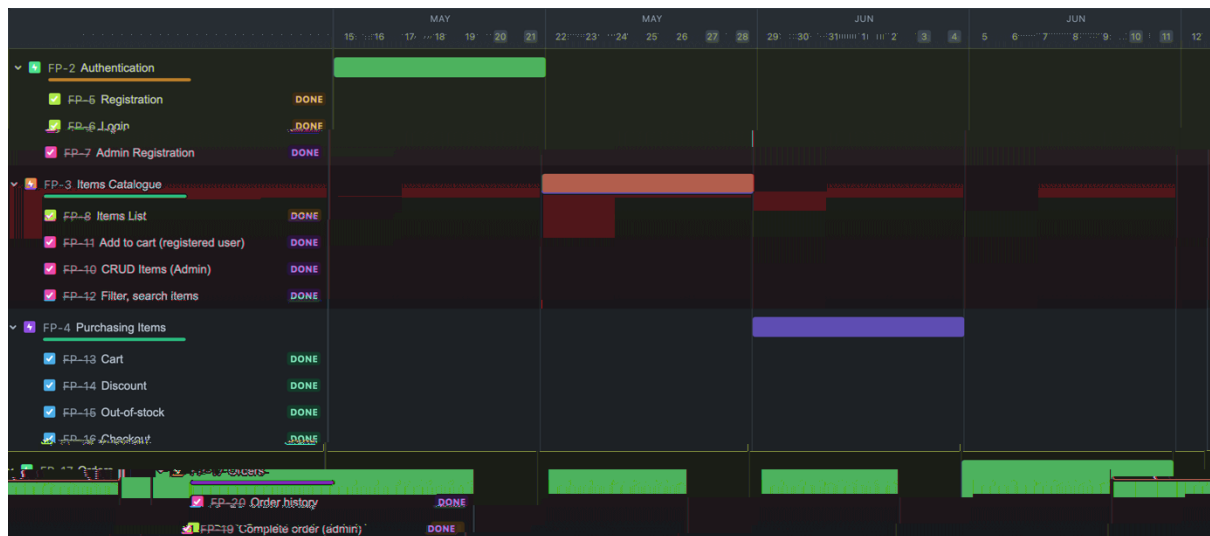 MAY MAY JUN JUN
15 16 17 18 19 20 21 22 23 24 25 26 27 28 29 30 31 1 2 3 4 5 6 7 8 9 10 11 12
FP-2 Authentication
FP-5 Registration DONE
FP-6 Login DONE
FP-7 Admin Registration DONE
FP-3 Items Catalogue
FP-8 Items List DONE
FP-11 Add to cart (registered user) DONE
FP-10 CRUD Items (Admin) DONE
FP-12 Filter, search items DONE
FP-4 Purchasing Items
FP-13 Cart DONE
FP-14 Discount DONE
FP-15 Out-of-stock DONE
FP-16 Checkout DONE
FP-17 Orders
Orders
FP-20 Order history DONE
FP-19 Complete order (admin) DONE